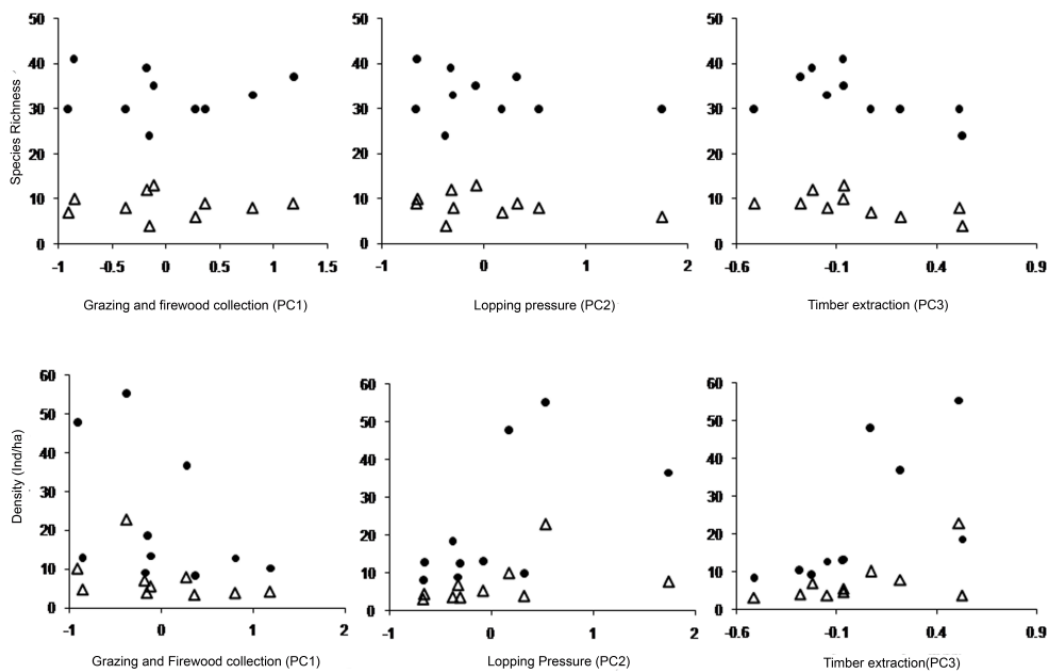 50
40
30
20
10
0
-1 -0.5 0 0.5 1 1.5
Species Richness
Grazing and firewood collection (PC1)
50
40
30
20
10
0
-1 0 1 2
Lopping pressure (PC2)
50
40
30
20
10
0
-0.6 -0.1 0.4 0.9
Timber extraction (PC3)
60
50
40
30
20
10
0
-1 0 1 2
Density (Ind/ha)
Grazing and Firewood collection (PC1)
60
50
40
30
20
10
0
-1 0 1 2
Lopping Pressure (PC2)
60
50
40
30
20
10
0
-0.6 -0.1 0.4 0.9
Timber extraction(PC3)